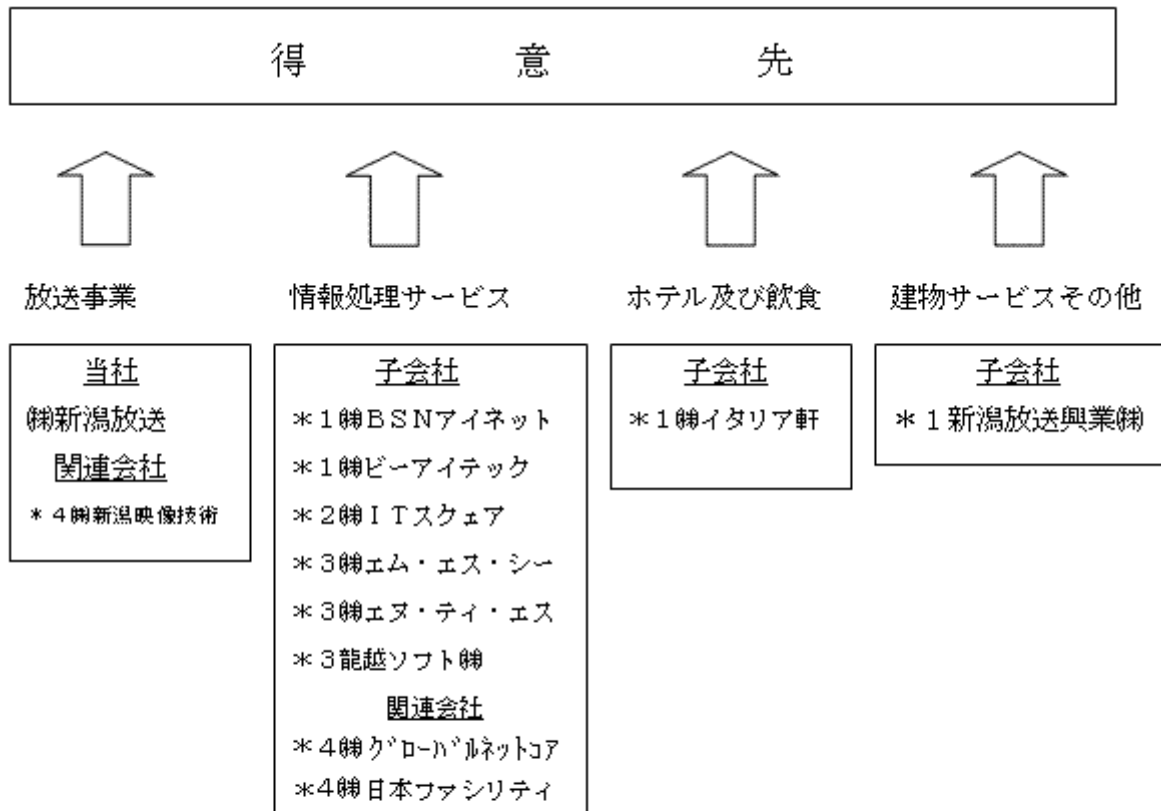 得意先
放送事業
情報処理サービス
ホテル及び飲食
建物サービスその他
当社
㈱新潟放送
関連会社
*4㈱新潟映像技術
子会社
*1㈱BSNアイネット
*1㈱ビーアイテック
*2㈱ITスクェア
*3㈱エム・エス・シー
*3㈱エヌ・ティ・エス
*3龍越ソフト㈱
関連会社
*4㈱グローバルネットコア
*4㈱日本ファシリティ
子会社
*1㈱イタリア軒
子会社
*1新潟放送興業㈱